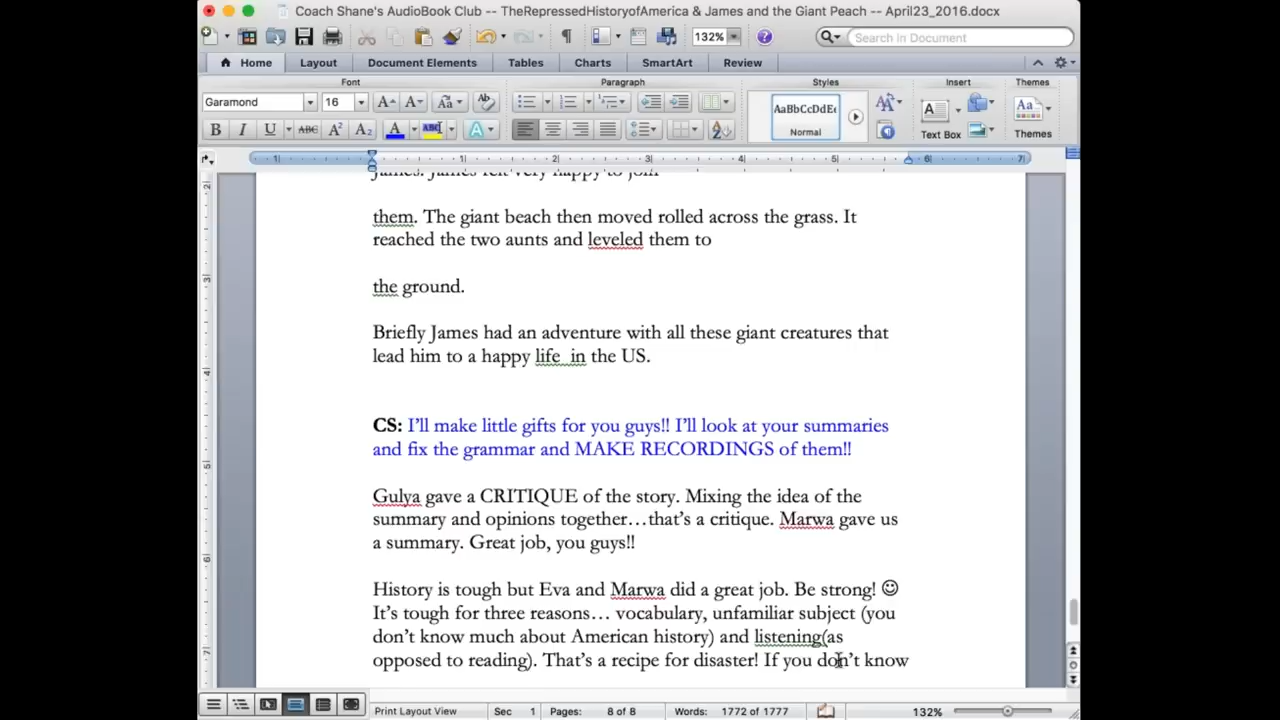 Coach Shane's AudioBook Club -- TheRepressedHistoryofAmerica & James and the Giant Peach -- April23_2016.docx
132%
Search in Document
Home Layout Document Elements Tables Charts SmartArt Review
Font Paragraph Styles Insert Themes
Garamond 16
AaBbCcDdEe
Normal
Text Box
Aa
Themes
them. The giant beach then moved rolled across the grass. It
reached the two aunts and leveled them to
the ground.
Briefly James had an adventure with all these giant creatures that
lead him to a happy life in the US.
CS: I'll make little gifts for you guys!! I'll look at your summaries
and fix the grammar and MAKE RECORDINGS of them!!
Gulya gave a CRITIQUE of the story. Mixing the idea of the
summary and opinions together…that's a critique. Marwa gave us
a summary. Great job, you guys!!
History is tough but Eva and Marwa did a great job. Be strong! ☺
It's tough for three reasons… vocabulary, unfamiliar subject (you
don't know much about American history) and listening(as
opposed to reading). That's a recipe for disaster! If you don't know
Print Layout View Sec 1 Pages: 8 of 8 Words: 1772 of 1777 132%